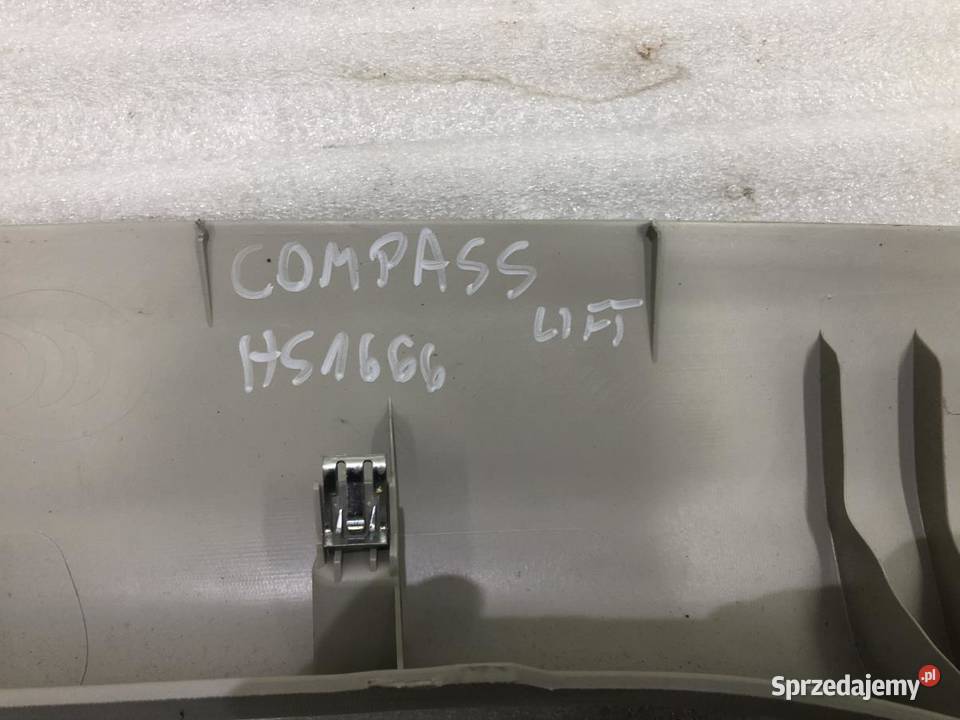 COMPASS
LIFT
HS1666
Sprzedajemy.pl